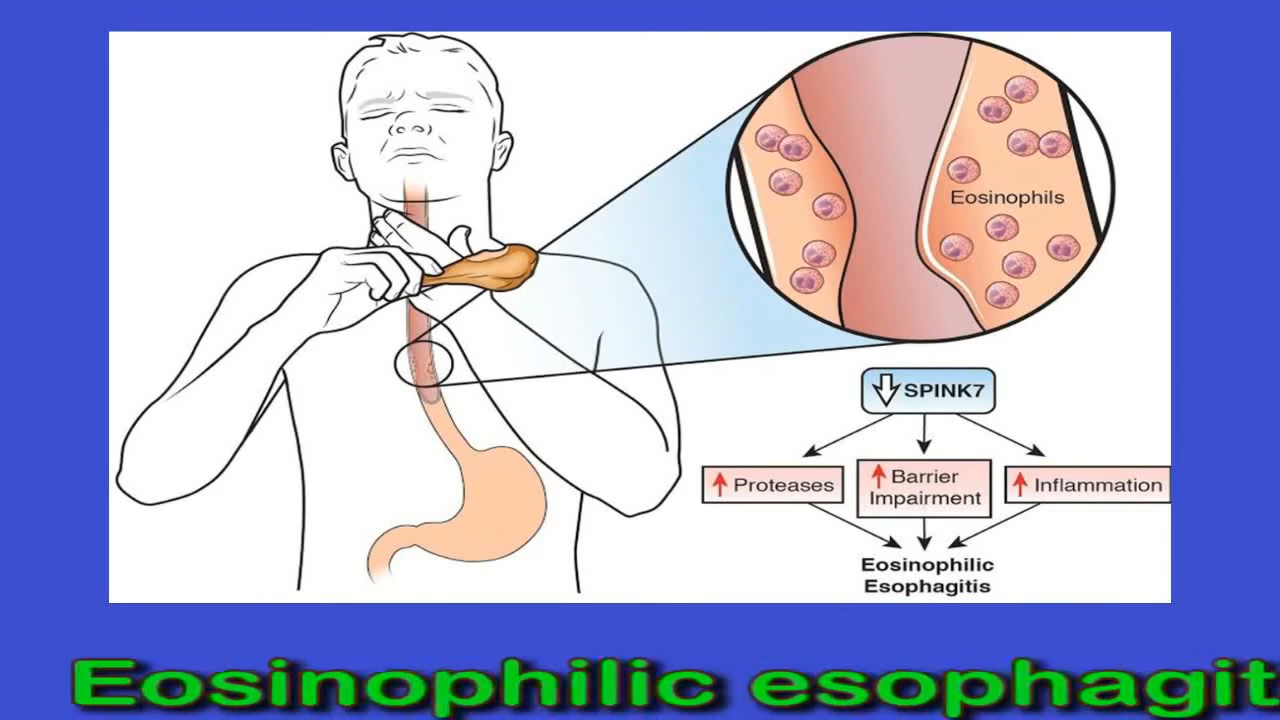 Eosinophils
SPINK7
Proteases
Barrier
Impairment
Inflammation
Eosinophilic
Esophagitis
Eosinophilic esophagit